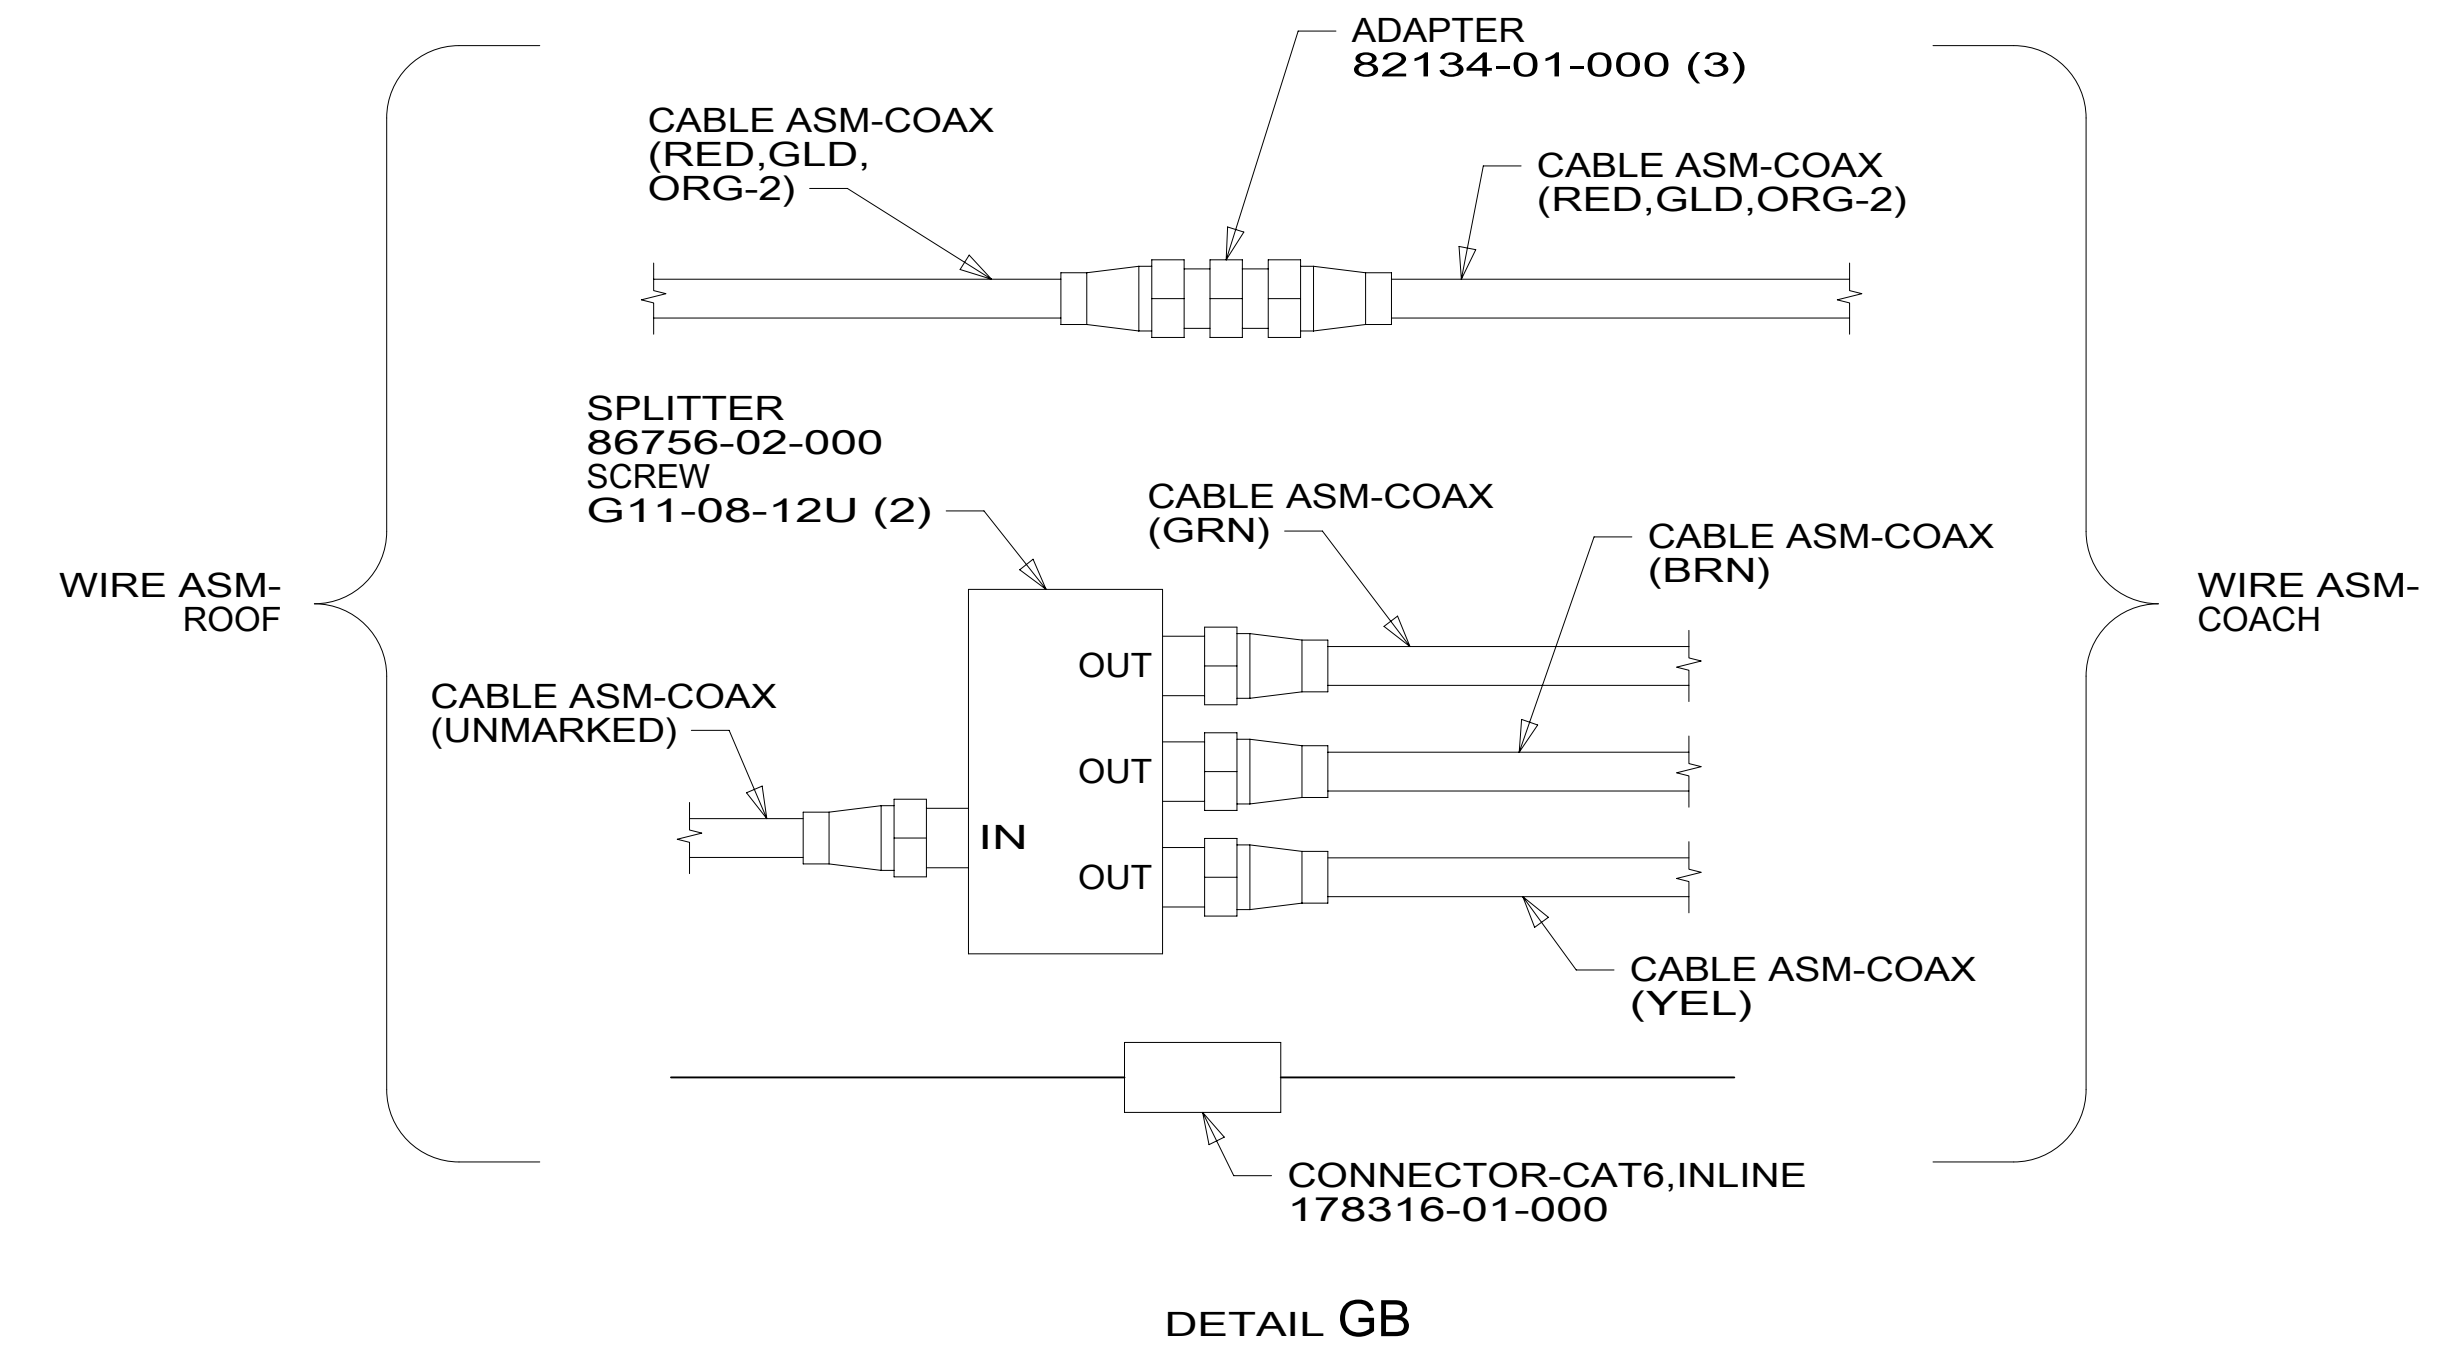 ADAPTER
82134-01-000 (3)
CABLE ASM-COAX
(RED,GLD,
ORG-2)
CABLE ASM-COAX
(RED,GLD,ORG-2)
SPLITTER
86756-02-000
SCREW
G11-08-12U (2)
CABLE ASM-COAX
(GRN)
CABLE ASM-COAX
(BRN)
WIRE ASM-
ROOF
WIRE ASM-
COACH
CABLE ASM-COAX
(UNMARKED)
OUT
OUT
IN
OUT
CABLE ASM-COAX
(YEL)
CONNECTOR-CAT6,INLINE
178316-01-000
DETAIL GB